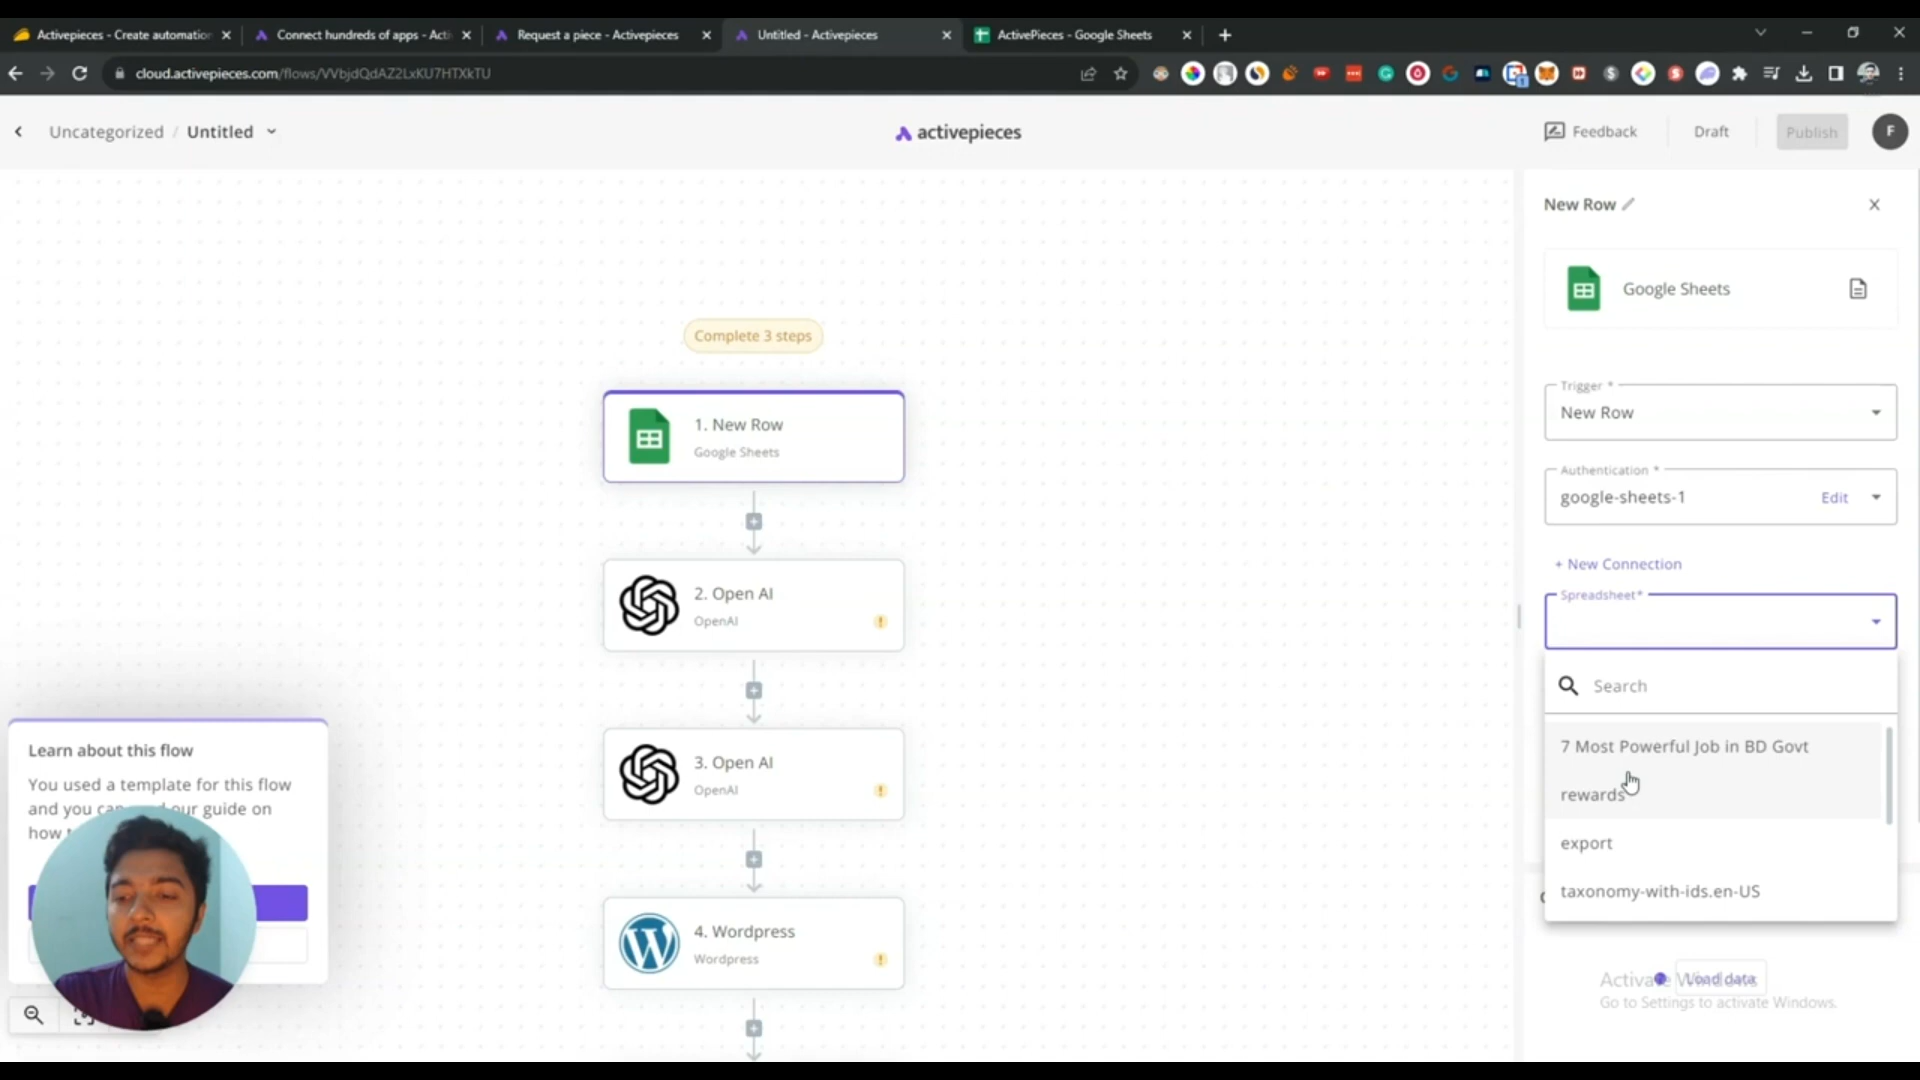 Activepieces - Create automation
Connect hundreds of apps - Acti
Request a piece - Activepieces
Untitled - Activepieces
ActivePieces - Google Sheets
cloud.activepieces.com/flows/VVbjdQdAZ2LxKU7HTXkTU
Uncategorized / Untitled
activepieces
Feedback
Draft
Publish
F
New Row
Google Sheets
Complete 3 steps
Trigger *
New Row
1. New Row
Google Sheets
Authentication *
google-sheets-1
Edit
+ New Connection
Spreadsheet*
2. Open AI
OpenAI
Search
7 Most Powerful Job in BD Govt
rewards
export
taxonomy-with-ids.en-US
3. Open AI
OpenAI
Learn about this flow
You used a template for this flow
and you can our guide on
how
4. Wordpress
Wordpress
Load data
Activate Windows
Go to Settings to activate Windows.